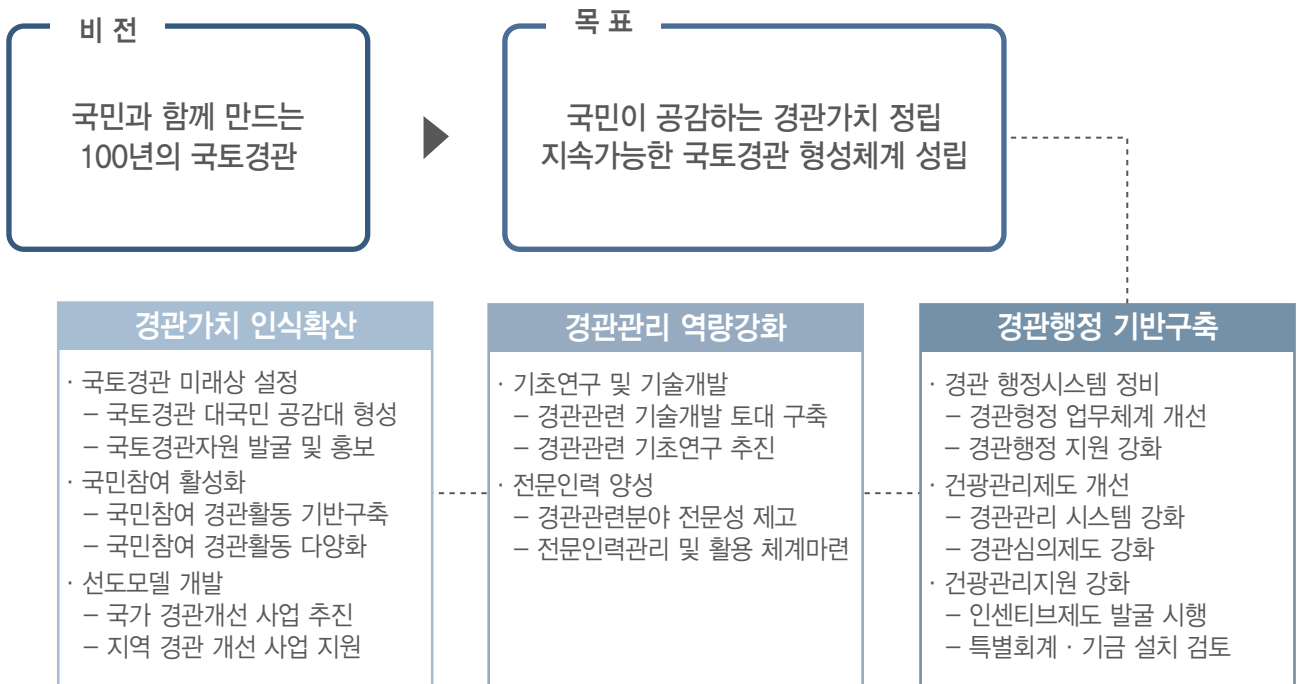 비 전
국민과 함께 만드는
100년의 국토경관
목 표
국민이 공감하는 경관가치 정립
지속가능한 국토경관 형성체계 성립
경관가치 인식확산
· 국토경관 미래상 설정
– 국토경관 대국민 공감대 형성
– 국토경관자원 발굴 및 홍보
· 국민참여 활성화
– 국민참여 경관활동 기반구축
– 국민참여 경관활동 다양화
· 선도모델 개발
– 국가 경관개선 사업 추진
– 지역 경관 개선 사업 지원
경관관리 역량강화
· 기초연구 및 기술개발
– 경관관련 기술개발 토대 구축
– 경관관련 기초연구 추진
· 전문인력 양성
– 경관관련분야 전문성 제고
– 전문인력관리 및 활용 체계마련
경관행정 기반구축
· 경관 행정시스템 정비
– 경관형정 업무체계 개선
– 경관행정 지원 강화
· 건광관리제도 개선
– 경관관리 시스템 강화
– 경관심의제도 강화
· 건광관리지원 강화
– 인센티브제도 발굴 시행
– 특별회계 · 기금 설치 검토